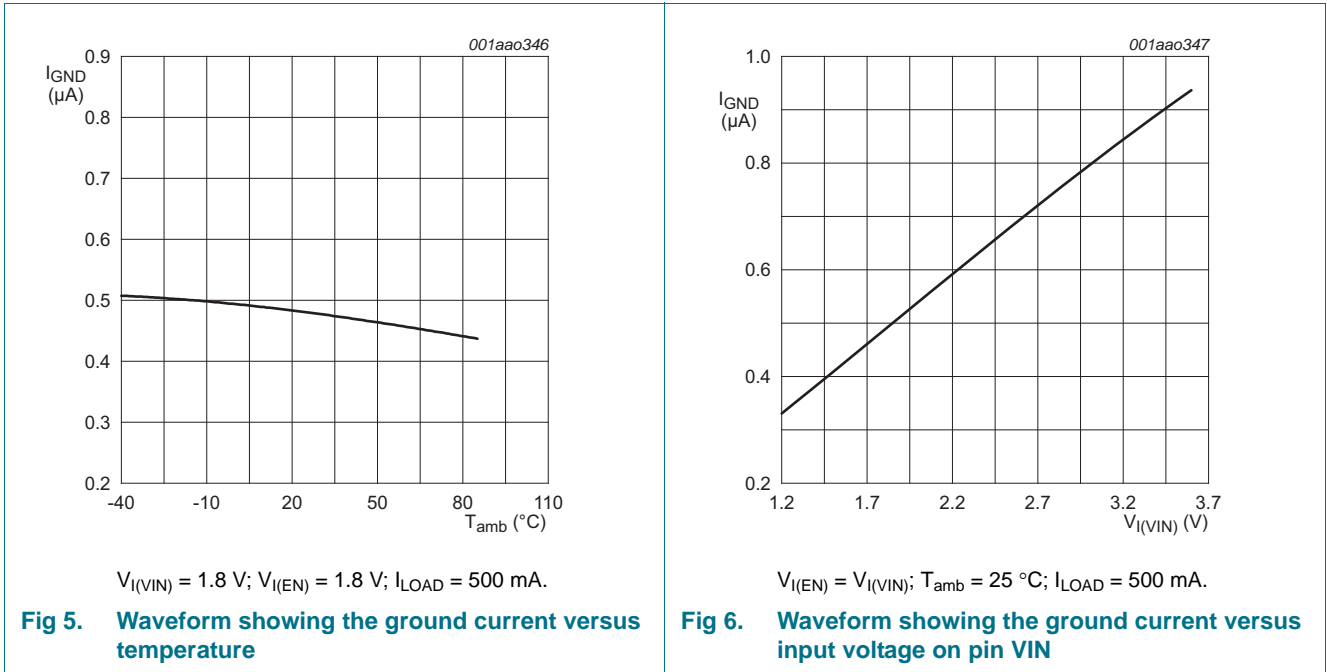 001aao346
IGND
(μA)
0.9
0.8
0.7
0.6
0.5
0.4
0.3
0.2
-40 -10 20 50 80 110
Tamb (°C)
VI(VIN) = 1.8 V; VI(EN) = 1.8 V; ILOAD = 500 mA.
Fig 5. Waveform showing the ground current versus
temperature
001aao347
IGND
(μA)
1.0
0.8
0.6
0.4
0.2
1.2 1.7 2.2 2.7 3.2 3.7
VI(VIN) (V)
VI(EN) = VI(VIN); Tamb = 25 °C; ILOAD = 500 mA.
Fig 6. Waveform showing the ground current versus
input voltage on pin VIN